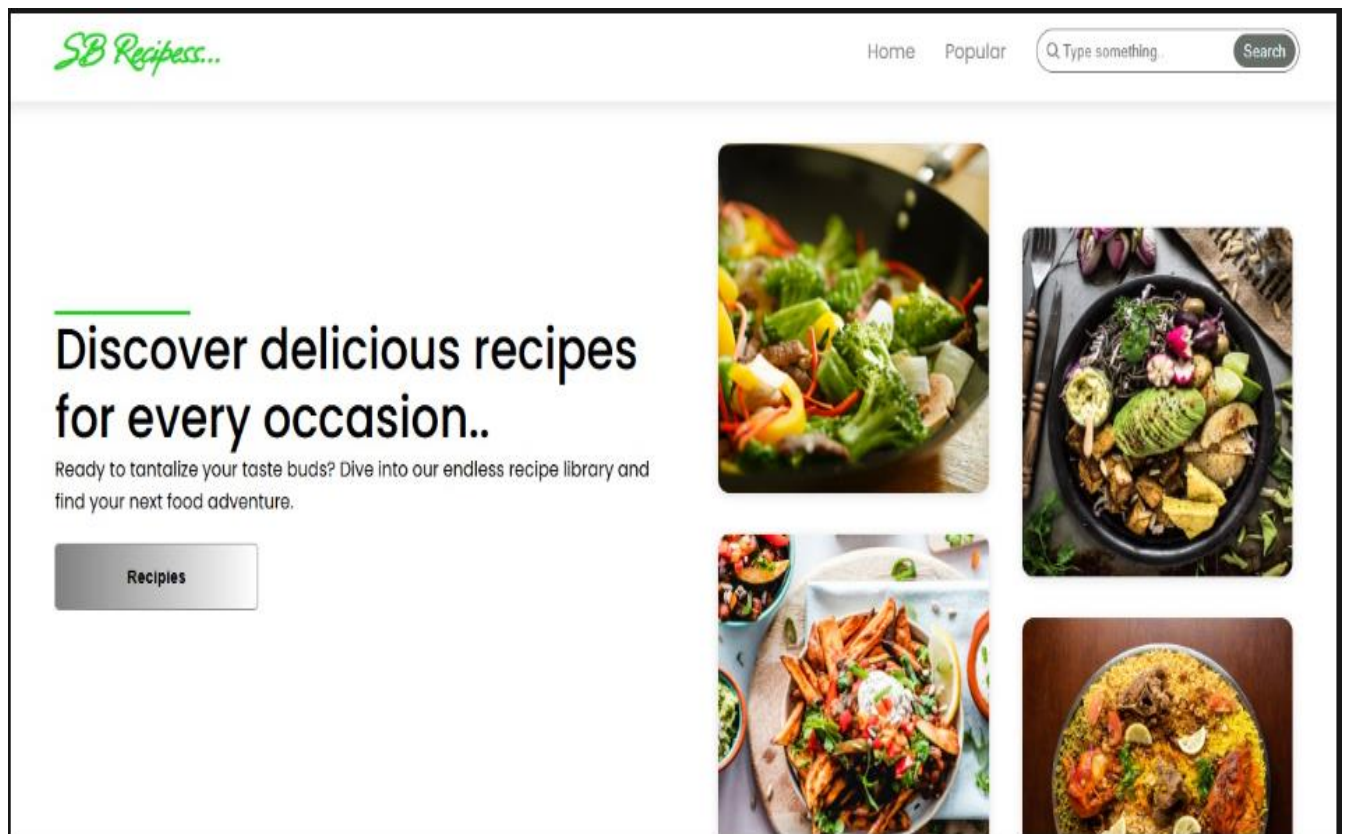 SB Recipess...
Home
Popular
Type something..
Search
Discover delicious recipes
for every occasion..
Ready to tantalize your taste buds? Dive into our endless recipe library and
find your next food adventure.
Recipies